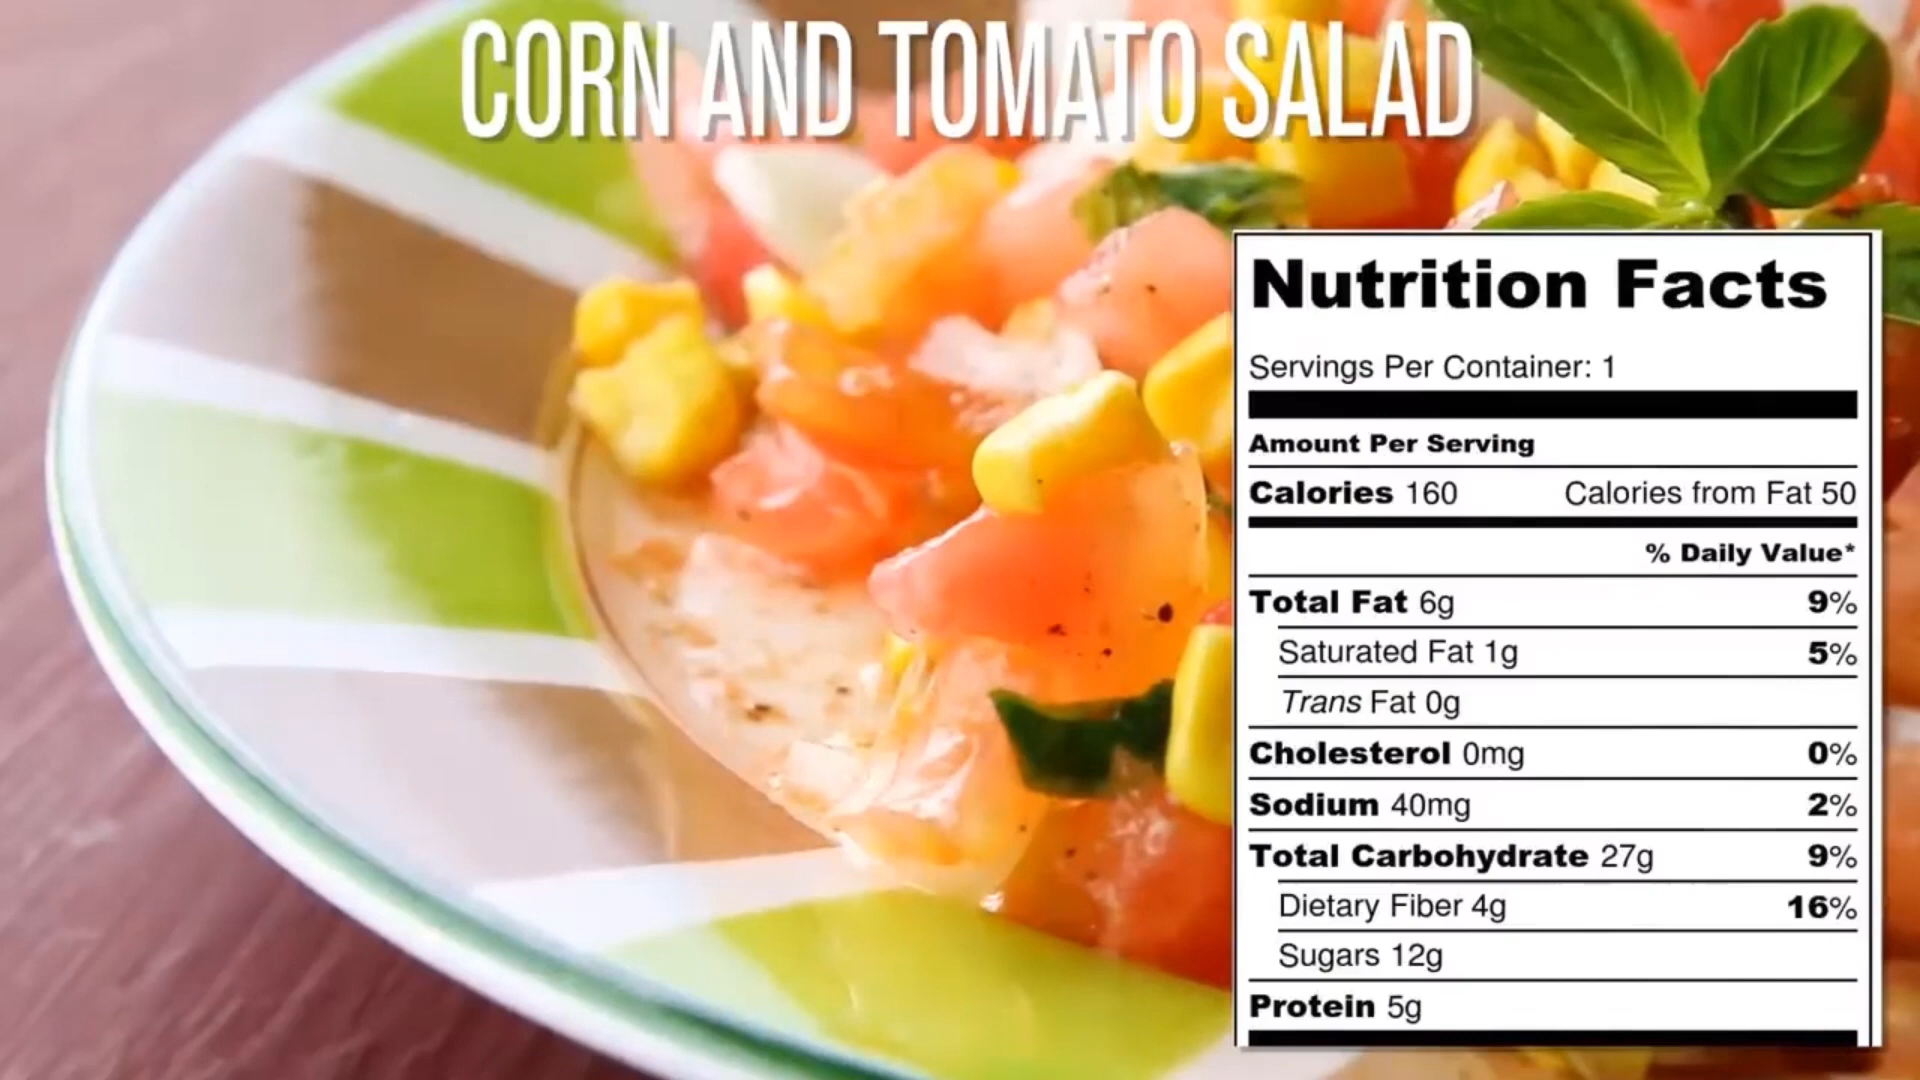 CORN AND TOMATO SALAD
Nutrition Facts
Servings Per Container: 1
Amount Per Serving
Calories 160 Calories from Fat 50
% Daily Value*
Total Fat 6g 9%
Saturated Fat 1g 5%
Trans Fat 0g
Cholesterol 0mg 0%
Sodium 40mg 2%
Total Carbohydrate 27g 9%
Dietary Fiber 4g 16%
Sugars 12g
Protein 5g